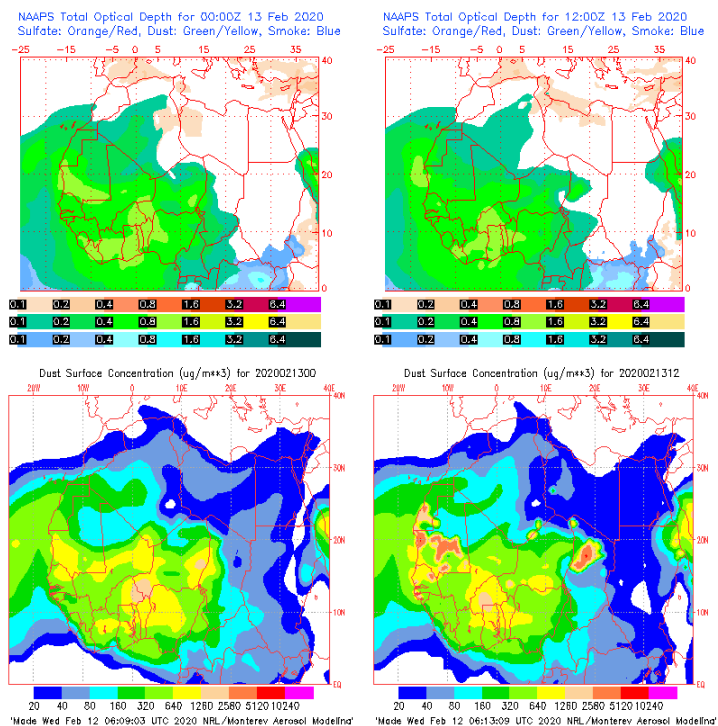 NAAPS Total Optical Depth for 00:00Z 13 Feb 2020
Sulfate: Orange/Red, Dust: Green/Yellow, Smoke: Blue
-25 -15 -5 0 5 15 25 35
40
30
20
10
0
0.1 0.2 0.4 0.8 1.6 3.2 6.4
0.1 0.2 0.4 0.8 1.6 3.2 6.4
0.1 0.2 0.4 0.8 1.6 3.2 6.4
NAAPS Total Optical Depth for 12:00Z 13 Feb 2020
Sulfate: Orange/Red, Dust: Green/Yellow, Smoke: Blue
-25 -15 -5 0 5 15 25 35
40
30
20
10
0
0.1 0.2 0.4 0.8 1.6 3.2 6.4
0.1 0.2 0.4 0.8 1.6 3.2 6.4
0.1 0.2 0.4 0.8 1.6 3.2 6.4
Dust Surface Concentration (ug/m**3) for 2020021300
20W 10W 0 10E 20E 30E 40N
30N
20N
10N
EQ
20 40 80 160 320 640 1280 2560 5120 10240
'Made Wed Feb 12 06:09:03 UTC 2020 NRL/Monterey Aerosol Modeling'
Dust Surface Concentration (ug/m**3) for 2020021312
20W 10W 0 10E 20E 30E 40N
30N
20N
10N
EQ
20 40 80 160 320 640 1280 2560 5120 10240
'Made Wed Feb 12 06:13:09 UTC 2020 NRL/Monterey Aerosol Modeling'